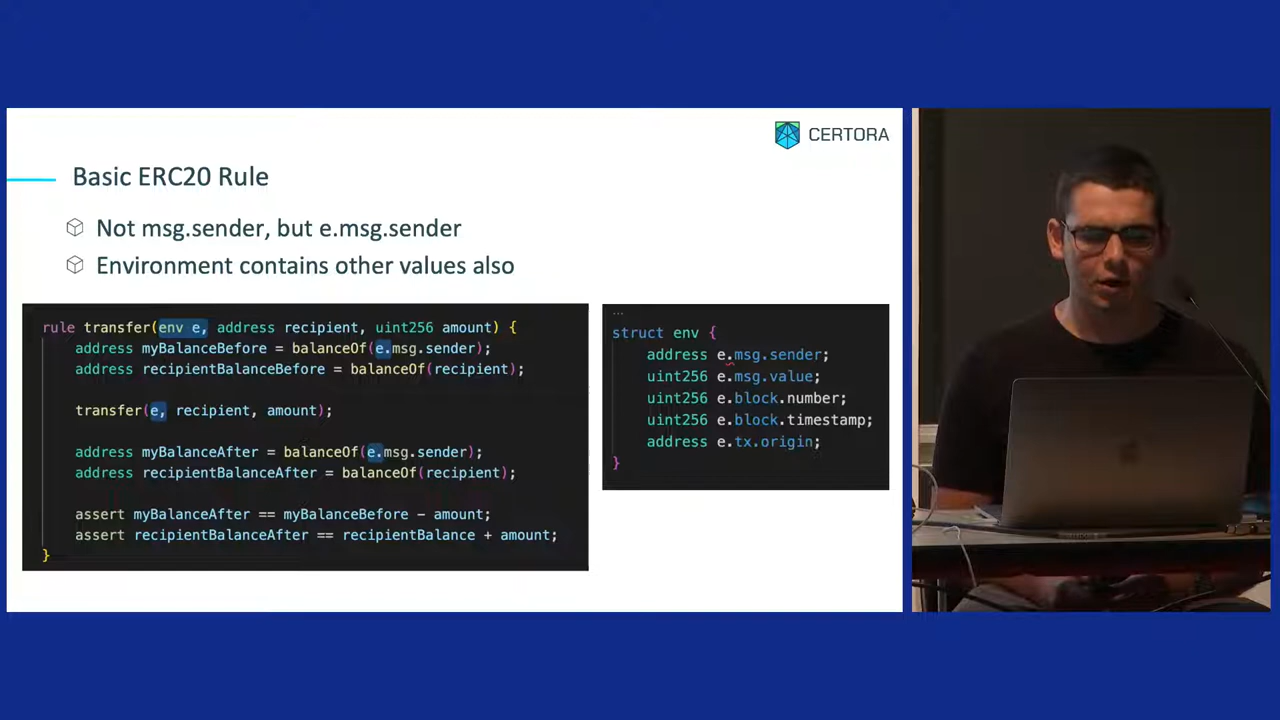 CERTORA
Basic ERC20 Rule
Not msg.sender, but e.msg.sender
Environment contains other values also
rule transfer(env e, address recipient, uint256 amount) {
address myBalanceBefore = balanceOf(e.msg.sender);
address recipientBalanceBefore = balanceOf(recipient);
transfer(e, recipient, amount);
address myBalanceAfter = balanceOf(e.msg.sender);
address recipientBalanceAfter = balanceOf(recipient);
assert myBalanceAfter == myBalanceBefore - amount;
assert recipientBalanceAfter == recipientBalance + amount;
}
...
struct env {
address e.msg.sender;
uint256 e.msg.value;
uint256 e.block.number;
uint256 e.block.timestamp;
address e.tx.origin;
}